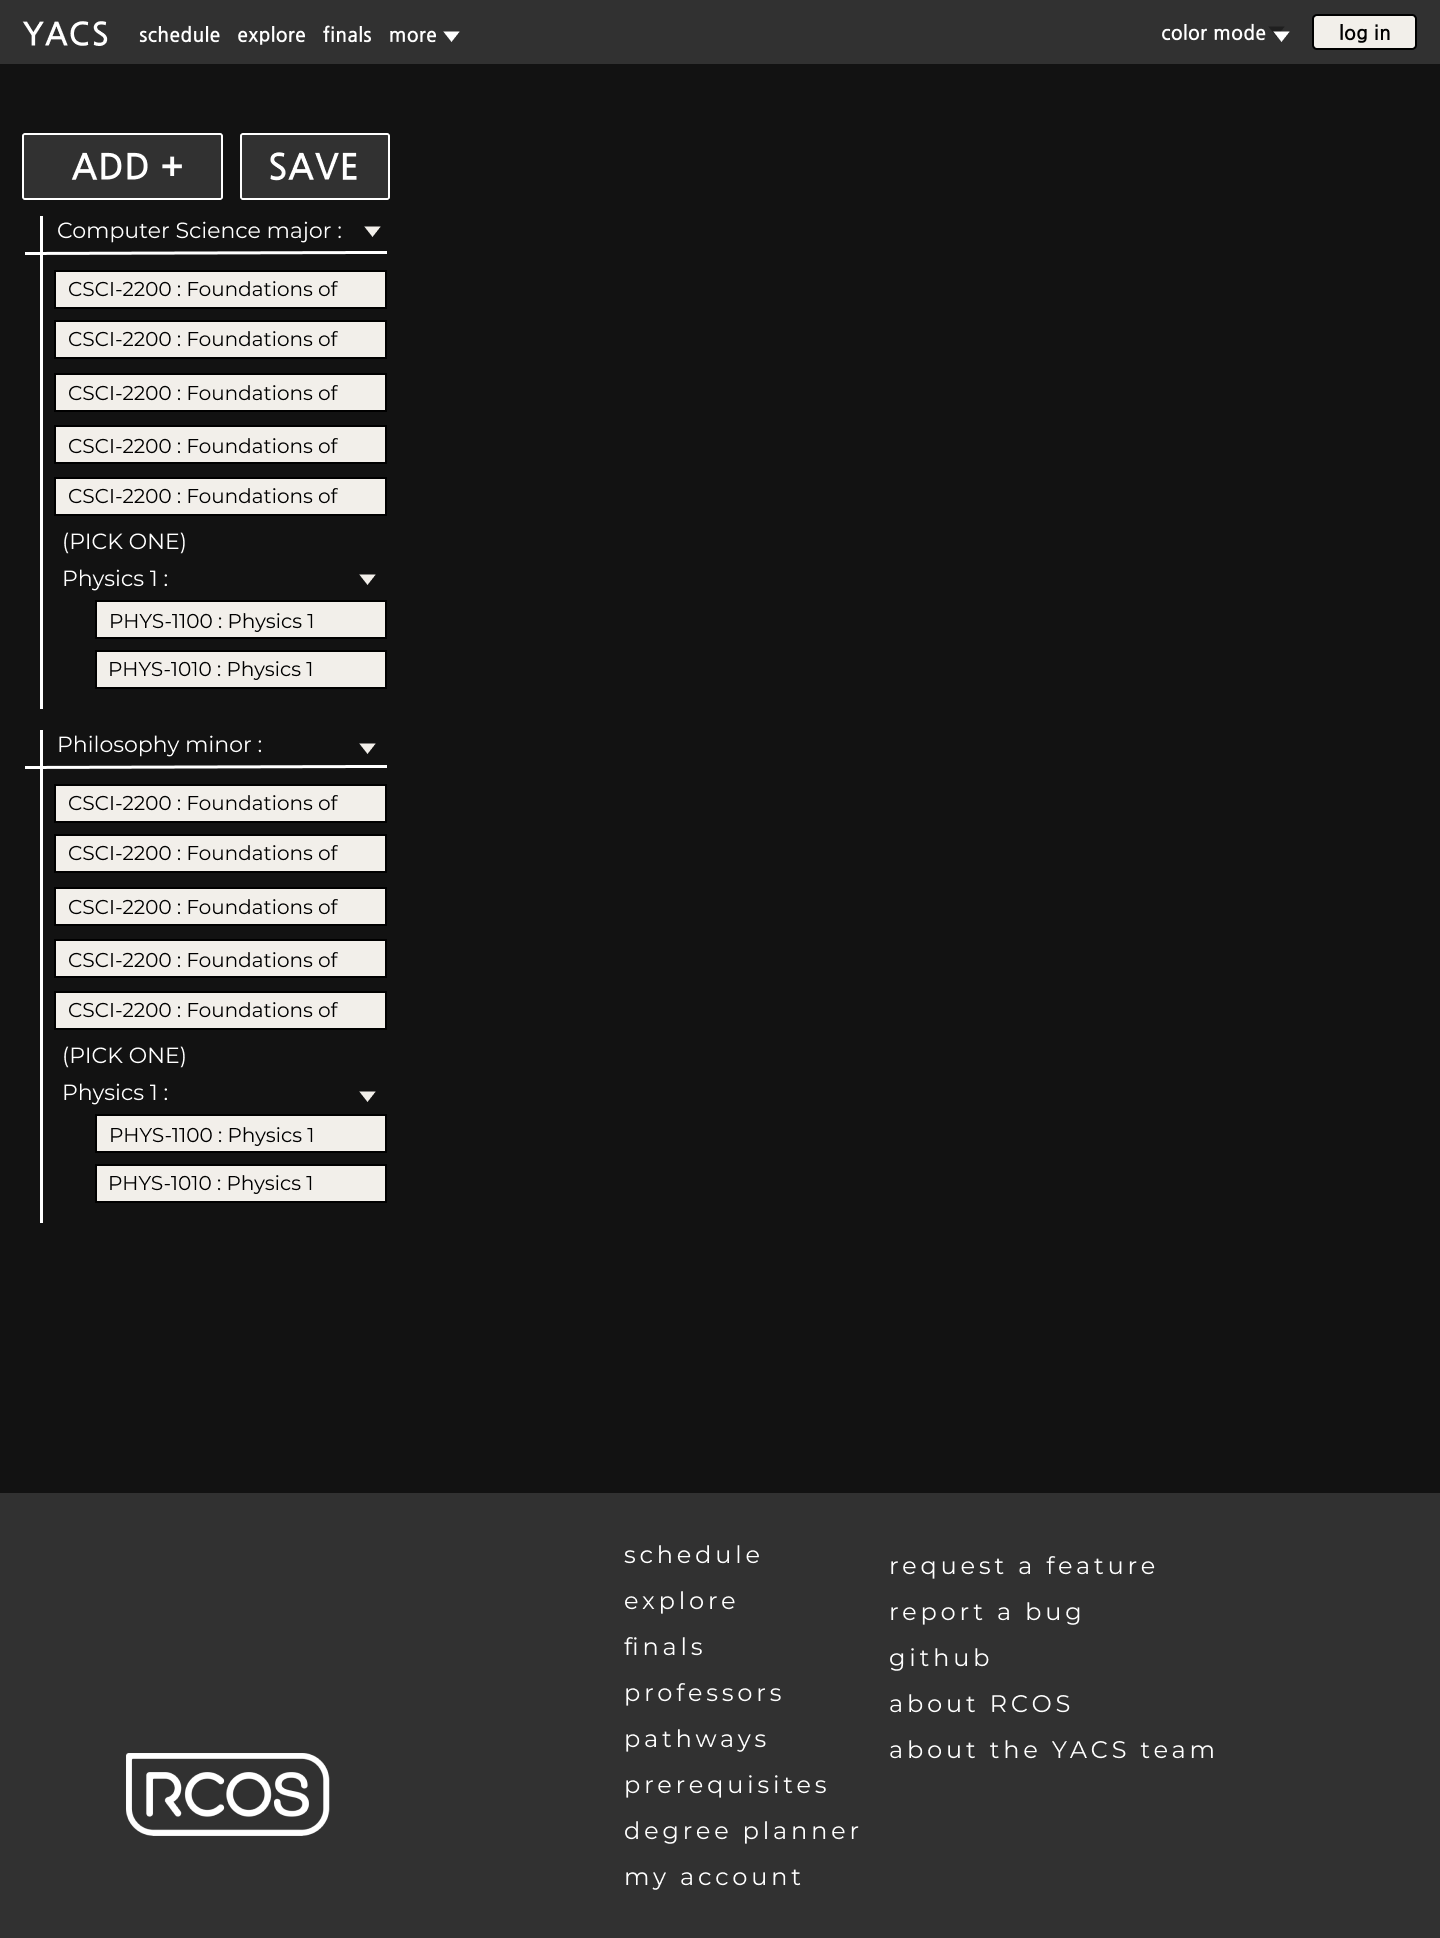 YACS schedule explore finals more color mode log in
ADD + SAVE
Computer Science major :
CSCI-2200 : Foundations of
CSCI-2200 : Foundations of
CSCI-2200 : Foundations of
CSCI-2200 : Foundations of
CSCI-2200 : Foundations of
(PICK ONE)
Physics 1 :
PHYS-1100 : Physics 1
PHYS-1010 : Physics 1
Philosophy minor :
CSCI-2200 : Foundations of
CSCI-2200 : Foundations of
CSCI-2200 : Foundations of
CSCI-2200 : Foundations of
CSCI-2200 : Foundations of
(PICK ONE)
Physics 1 :
PHYS-1100 : Physics 1
PHYS-1010 : Physics 1
RCOS
schedule
explore
finals
professors
pathways
prerequisites
degree planner
my account
request a feature
report a bug
github
about RCOS
about the YACS team